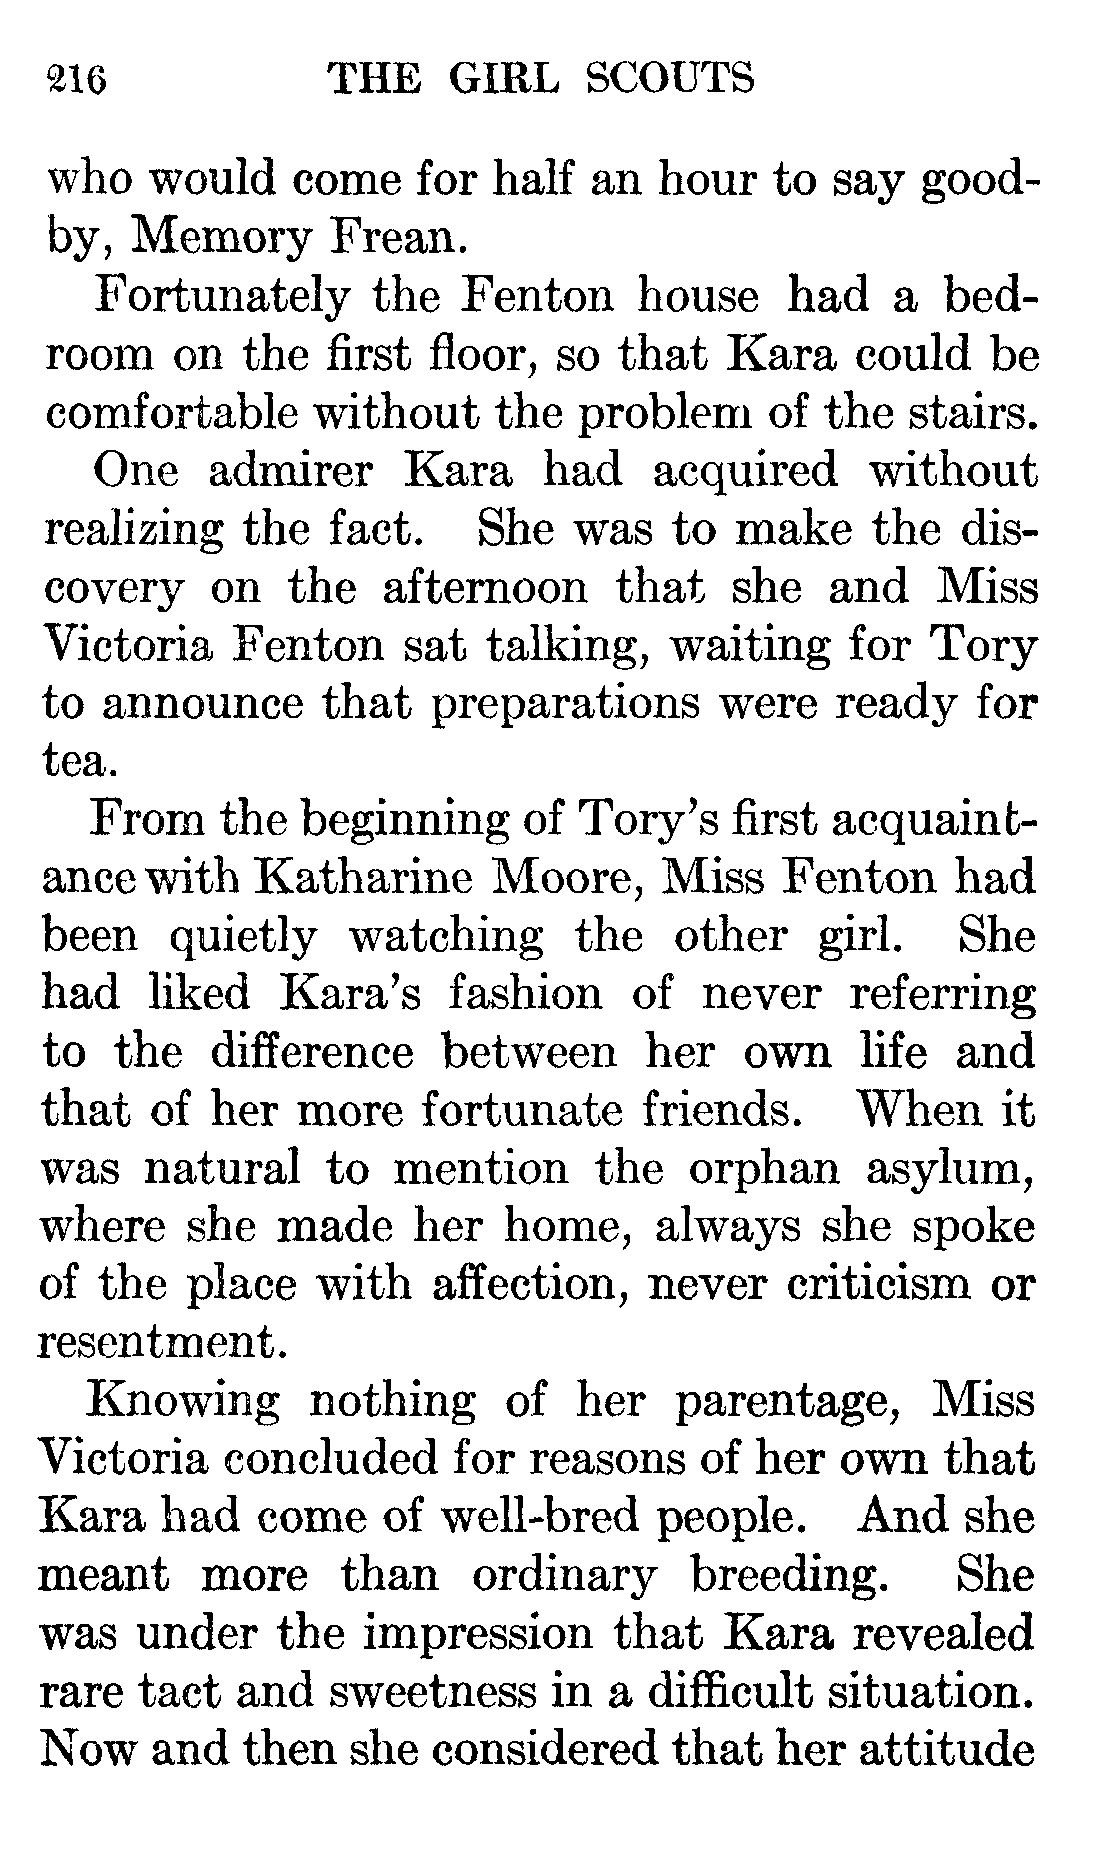 216 THE GIRL SCOUTS
who would come for half an hour to say good-
by, Memory Frean.
Fortunately the Fenton house had a bed-
room on the first floor, so that Kara could be
comfortable without the problem of the stairs.
One admirer Kara had acquired without
realizing the fact. She was to make the dis-
covery on the afternoon that she and Miss
Victoria Fenton sat talking, waiting for Tory
to announce that preparations were ready for
tea.
From the beginning of Tory's first acquaint-
ance with Katharine Moore, Miss Fenton had
been quietly watching the other girl. She
had liked Kara's fashion of never referring
to the difference between her own life and
that of her more fortunate friends. When it
was natural to mention the orphan asylum,
where she made her home, always she spoke
of the place with affection, never criticism or
resentment.
Knowing nothing of her parentage, Miss
Victoria concluded for reasons of her own that
Kara had come of well-bred people. And she
meant more than ordinary breeding. She
was under the impression that Kara revealed
rare tact and sweetness in a difficult situation.
Now and then she considered that her attitude